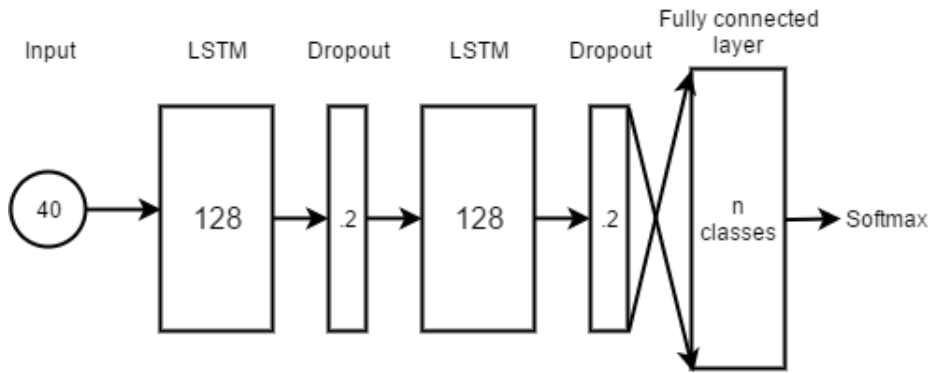 Input
LSTM
Dropout
LSTM
Dropout
Fully connected
layer
40
128
.2
128
.2
n
classes
Softmax